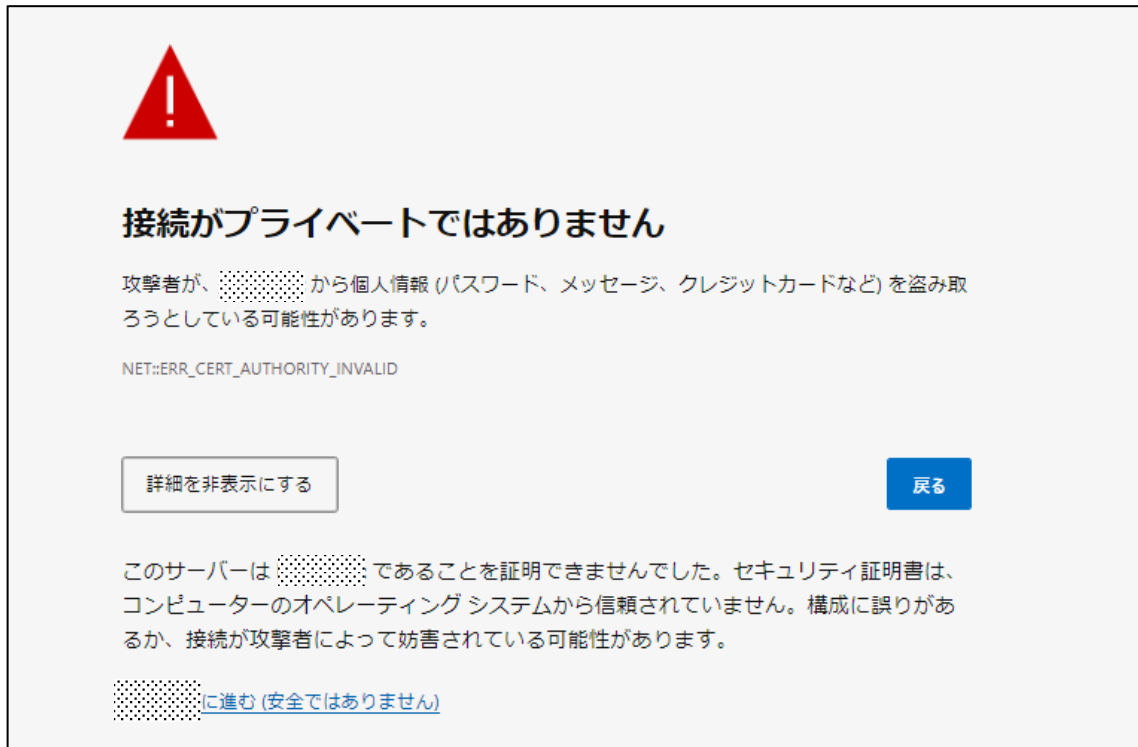 接続がプライベートではありません
攻撃者が、 から個人情報 (パスワード、メッセージ、クレジットカードなど) を盗み取
ろうとしている可能性があります。
NET::ERR_CERT_AUTHORITY_INVALID
詳細を非表示にする
戻る
このサーバーは であることを証明できませんでした。セキュリティ証明書は、
コンピューターのオペレーティング システムから信頼されていません。構成に誤りがあ
るか、接続が攻撃者によって妨害されている可能性があります。
に進む (安全ではありません)